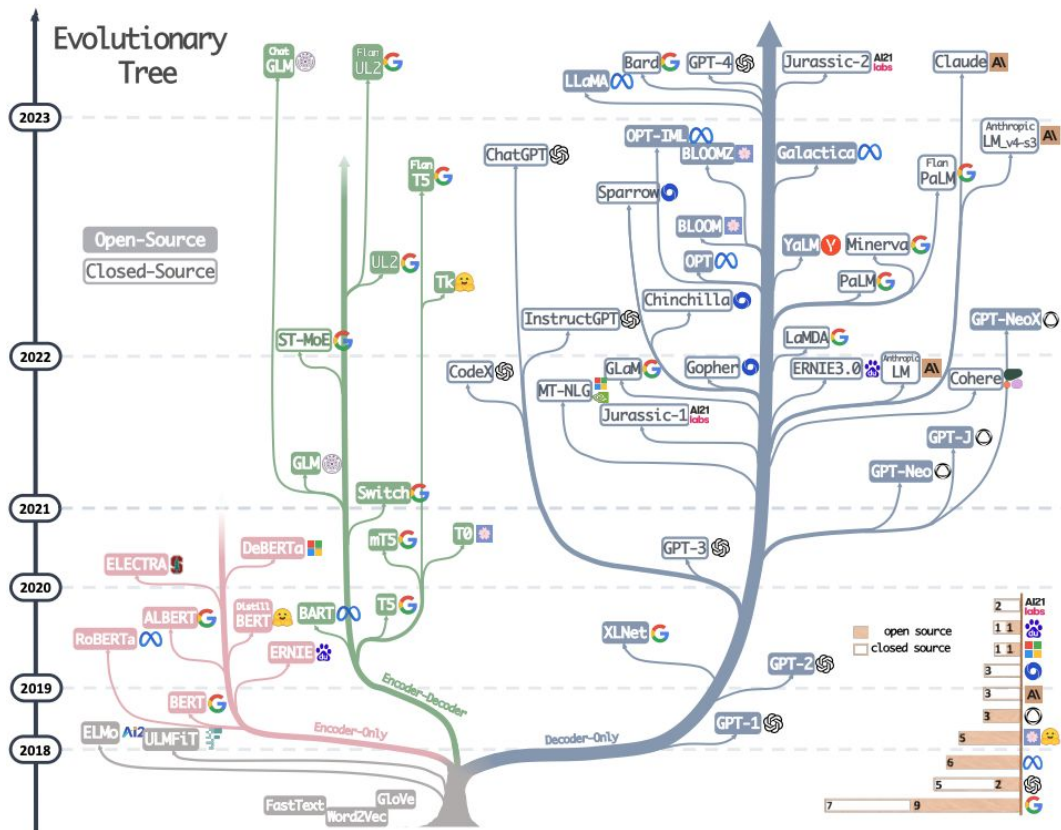 Evolutionary
Tree
Chat
GLM
Flan
UL2
Bard
GPT-4
Jurassic-2
AI21
labs
Claude
A\
LLaMA
2023
OPT-IML
Anthropic
LM_v4-s3
A\
ChatGPT
BLOOMZ
Galactica
Flan
T5
Flan
PaLM
Sparrow
Open-Source
BLOOM
YaLM
Y
Minerva
Closed-Source
UL2
OPT
Tk
PaLM
Chinchilla
InstructGPT
GPT-NeoX
ST-MoE
LaMDA
2022
CodeX
GLaM
Gopher
ERNIE3.0
du
Anthropic
LM
A\
Cohere
MT-NLG
Jurassic-1
AI21
labs
GPT-J
GLM
GPT-Neo
Switch
2021
mT5
T0
DeBERTa
GPT-3
ELECTRA
S
2020
ALBERT
Distill
BERT
BART
T5
2
AI21
labs
RoBERTa
XLNet
open source
1
1
du
ERNIE
du
closed source
1
1
GPT-2
3
2019
Encoder-Decoder
3
A\
BERT
3
ELMo
AI2
ULMFiT
Encoder-Only
Decoder-Only
GPT-1
5
2018
6
5
2
FastText
Word2Vec
GloVe
7
9